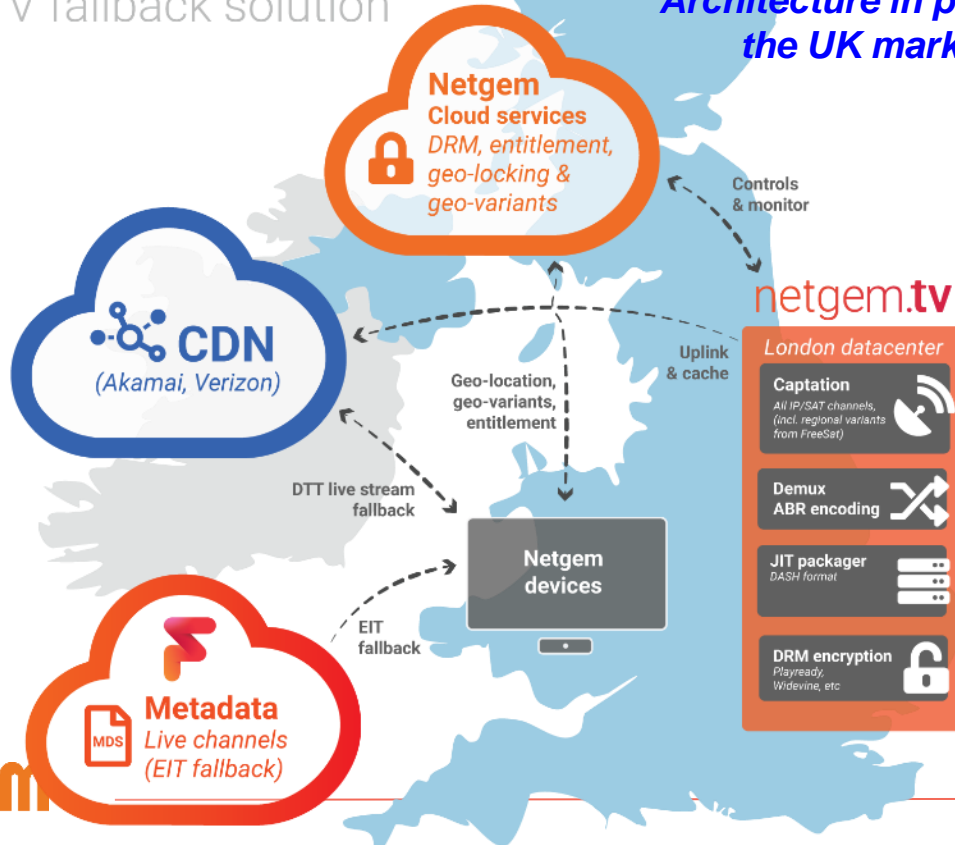 V fallback solution
Architecture in p
the UK mark
Netgem
Cloud services
DRM, entitlement,
geo-locking &
geo-variants
Controls
& monitor
CDN
(Akamai, Verizon)
netgem.tv
London datacenter
Uplink
& cache
Captation
All IP/SAT channels,
(incl. regional variants
from FreeSat)
Geo-location,
geo-variants,
entitlement
Demux
ABR encoding
DTT live stream
fallback
Netgem
devices
JIT packager
DASH format
EIT
fallback
DRM encryption
Playready,
Widevine, etc
Metadata
MDS
Live channels
(EIT fallback)
m